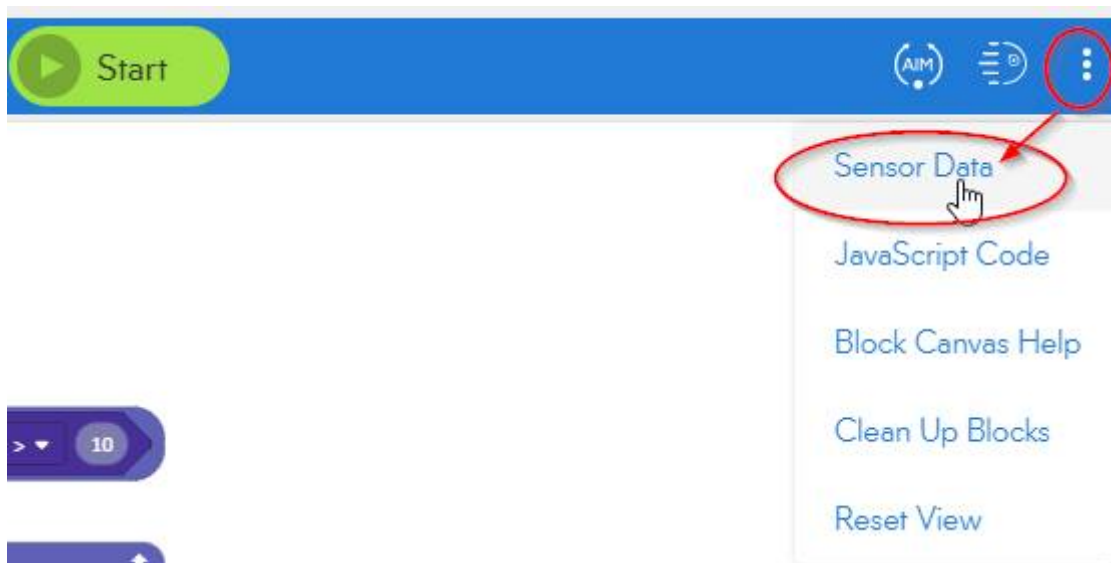 Start
AIM
Sensor Data
JavaScript Code
Block Canvas Help
> 10
Clean Up Blocks
Reset View